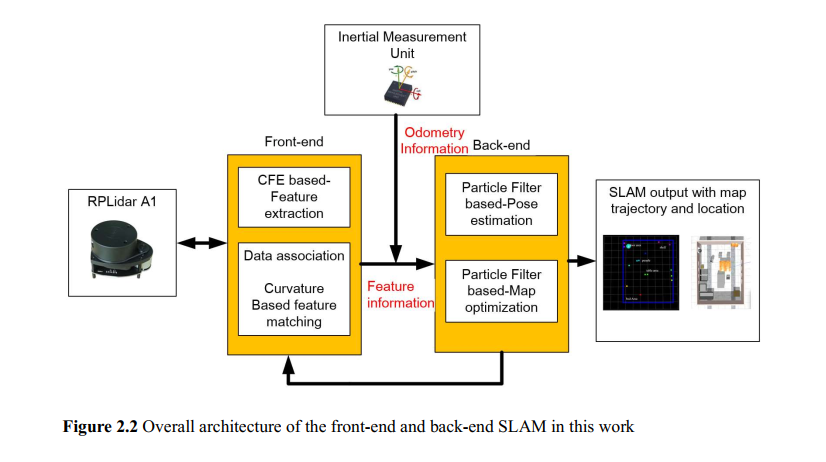 Inertial Measurement
Unit
Odometry
Information
Front-end
Back-end
RPLidar A1
CFE based-
Feature
extraction
Data association
Curvature
Based feature
matching
Feature
information
Particle Filter
based-Pose
estimation
Particle Filter
based-Map
optimization
SLAM output with map
trajectory and location
Figure 2.2 Overall architecture of the front-end and back-end SLAM in this work